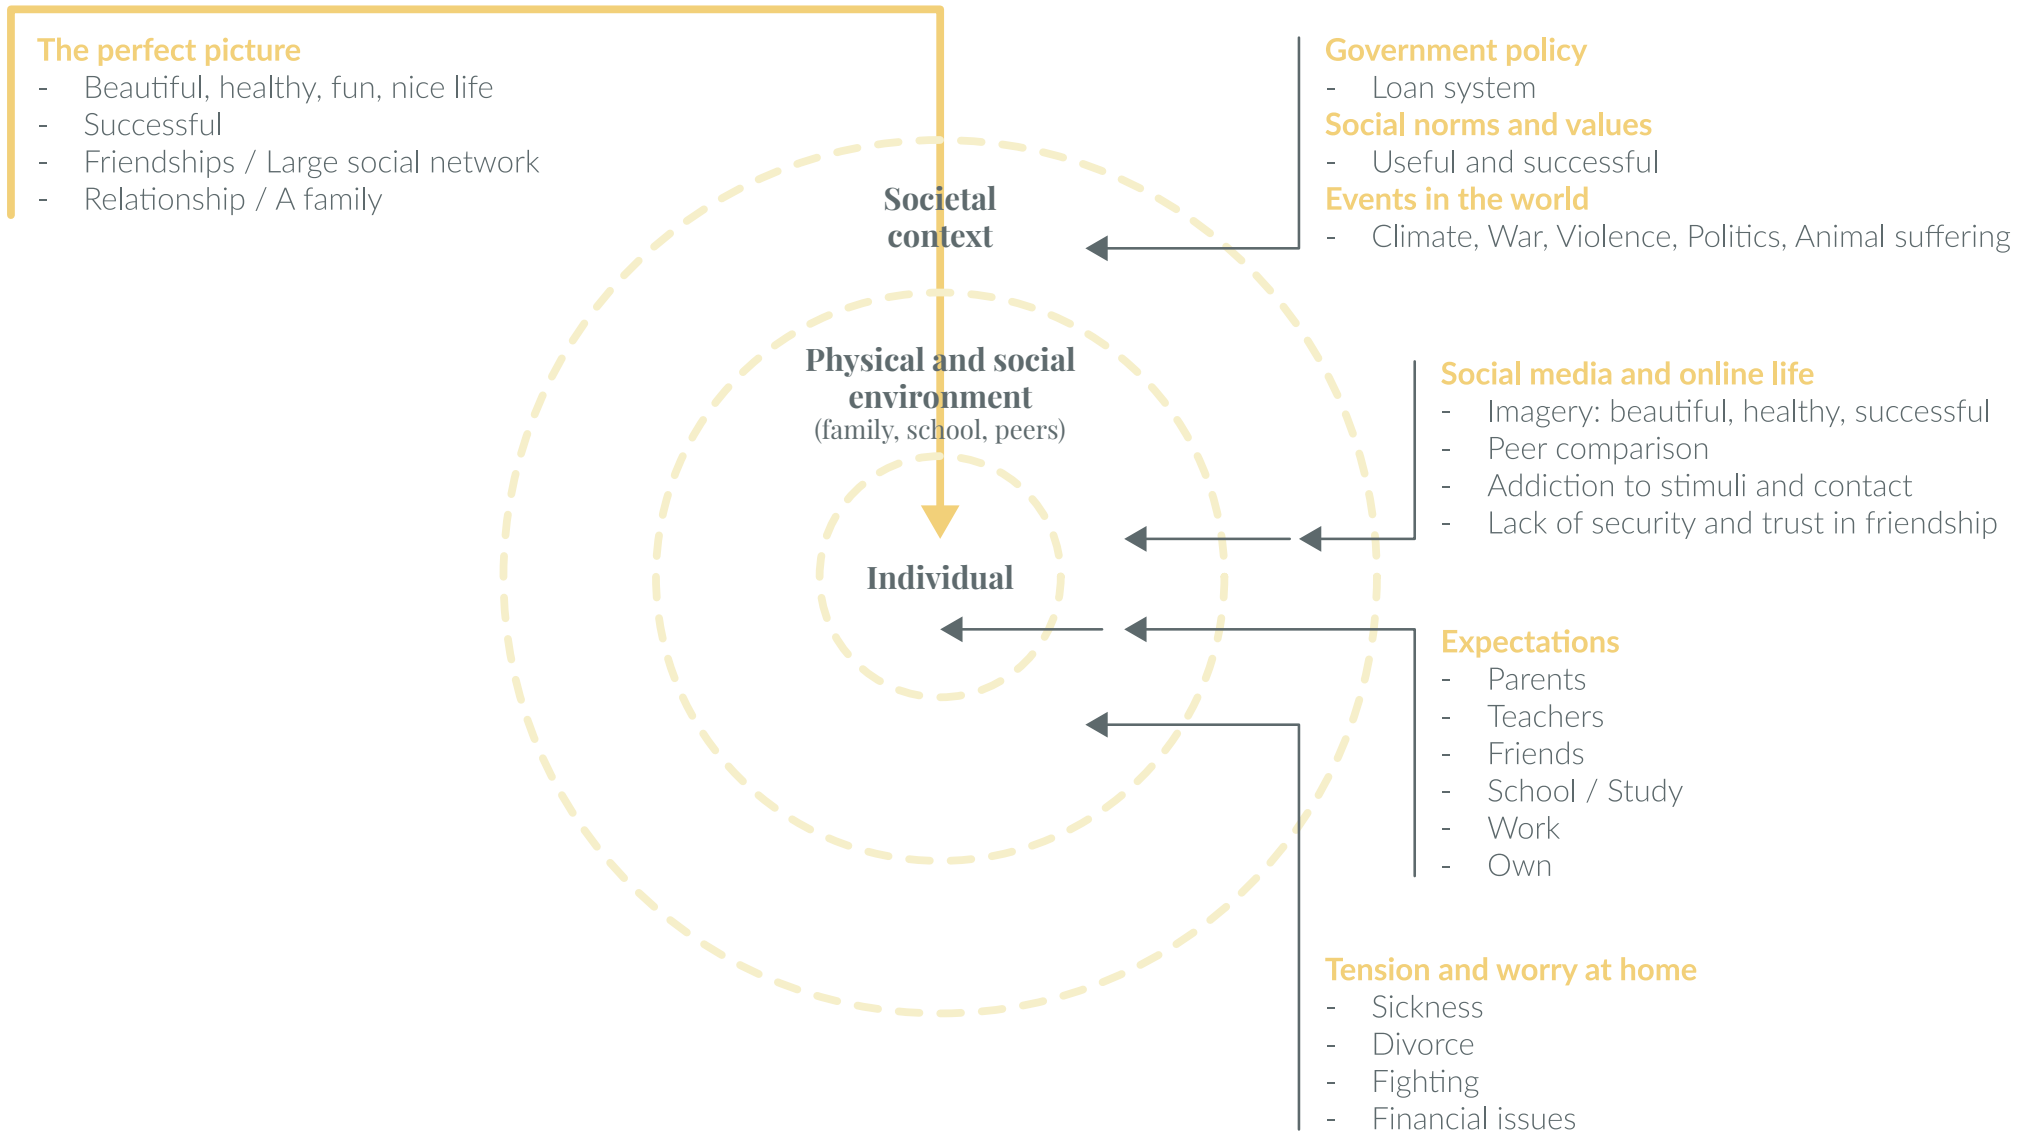 The perfect picture
- Beautiful, healthy, fun, nice life
- Successful
- Friendships / Large social network
- Relationship / A family
Societal
context
Physical and social
environment
(family, school, peers)
Individual
Government policy
- Loan system
Social norms and values
- Useful and successful
Events in the world
- Climate, War, Violence, Politics, Animal suffering
Social media and online life
- Imagery: beautiful, healthy, successful
- Peer comparison
- Addiction to stimuli and contact
- Lack of security and trust in friendship
Expectations
- Parents
- Teachers
- Friends
- School / Study
- Work
- Own
Tension and worry at home
- Sickness
- Divorce
- Fighting
- Financial issues